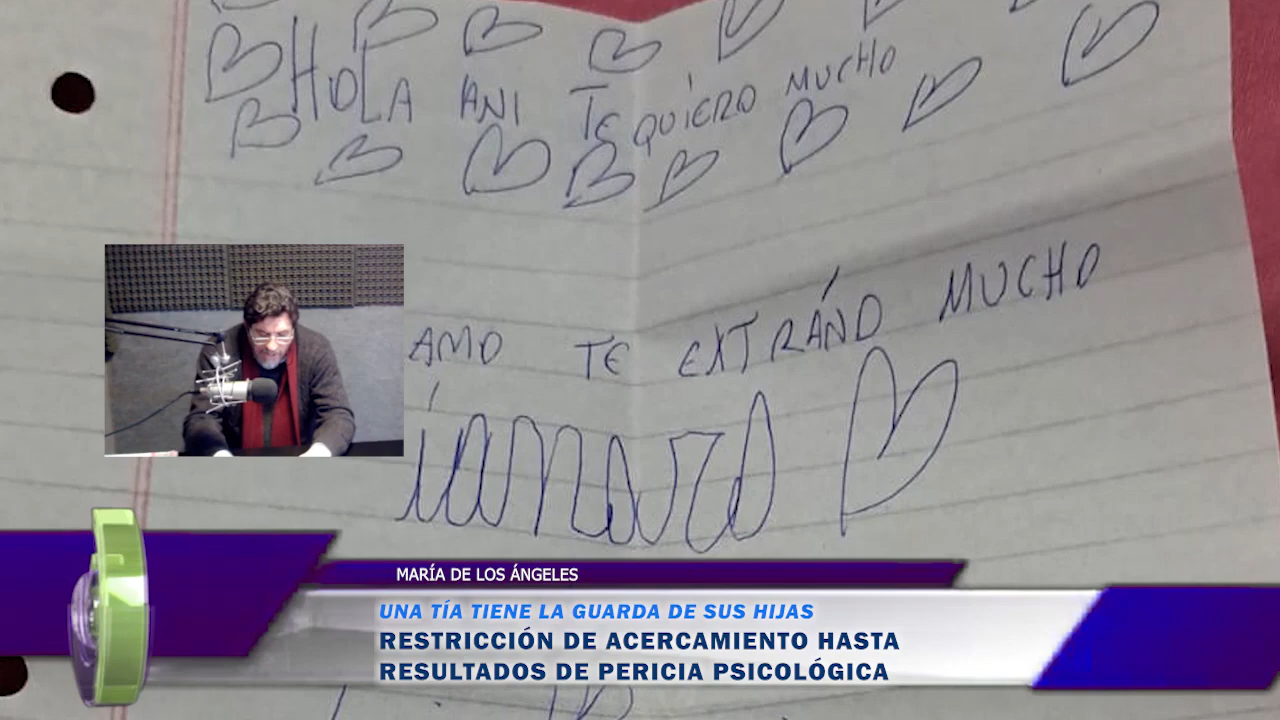 HOLA ANI TE QUIERO MUCHO
AMO TE EXTRAÑO MUCHO
MARÍA DE LOS ÁNGELES
UNA TÍA TIENE LA GUARDA DE SUS HIJAS
RESTRICCIÓN DE ACERCAMIENTO HASTA
RESULTADOS DE PERICIA PSICOLÓGICA